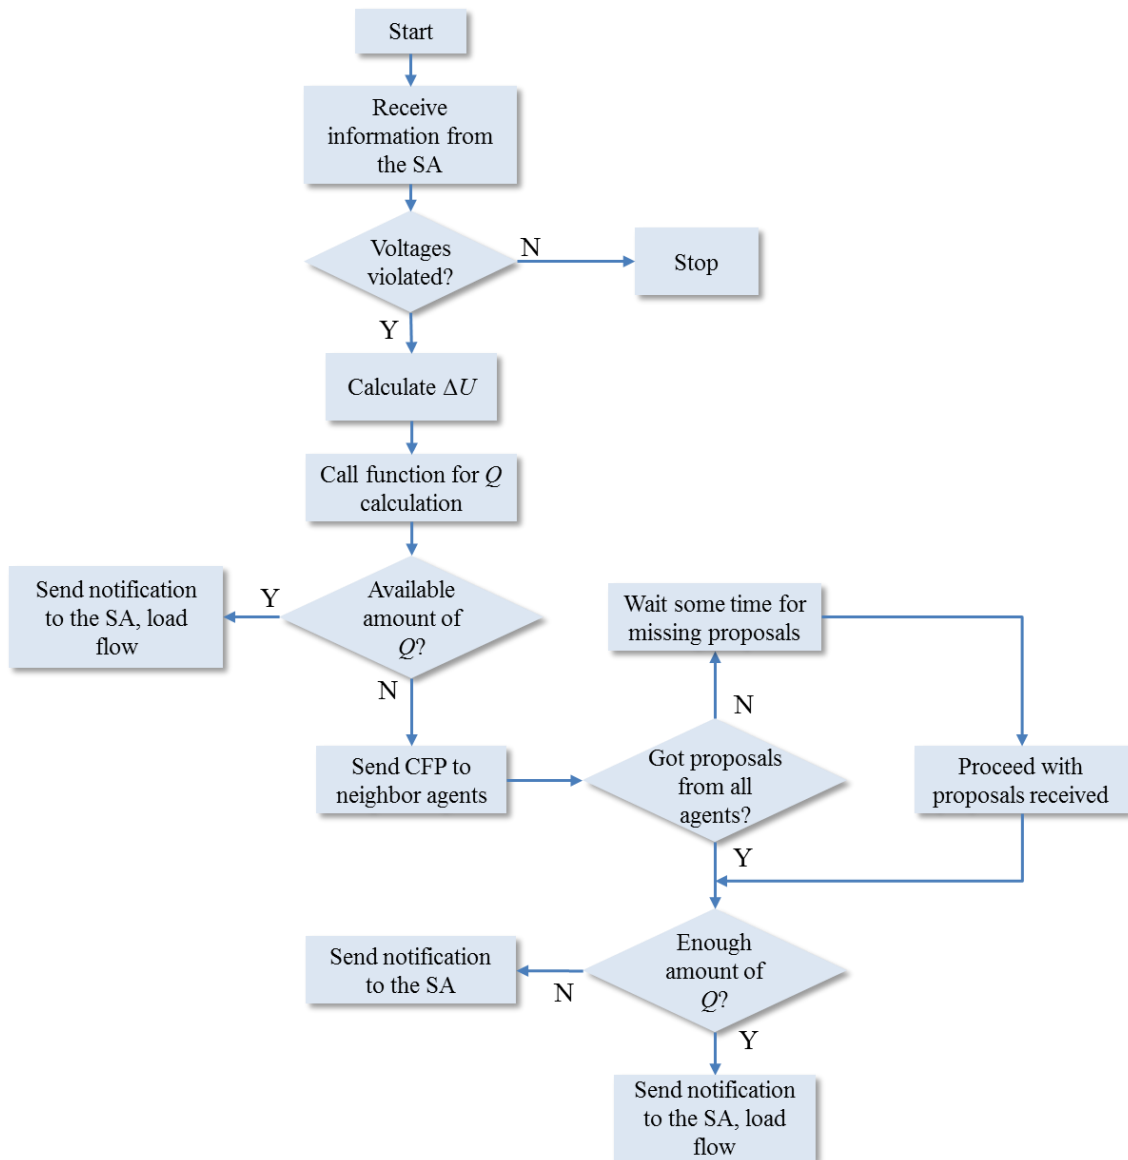 Start
Receive
information from
the SA
Voltages
violated?
N
Stop
Y
Calculate ΔU
Call function for Q
calculation
Send notification
to the SA, load
flow
Y
Available
amount of
Q?
Wait some time for
missing proposals
N
N
Send CFP to
neighbor agents
Got proposals
from all
agents?
Proceed with
proposals received
Y
Send notification
to the SA
N
Enough
amount of
Q?
Y
Send notification
to the SA, load
flow